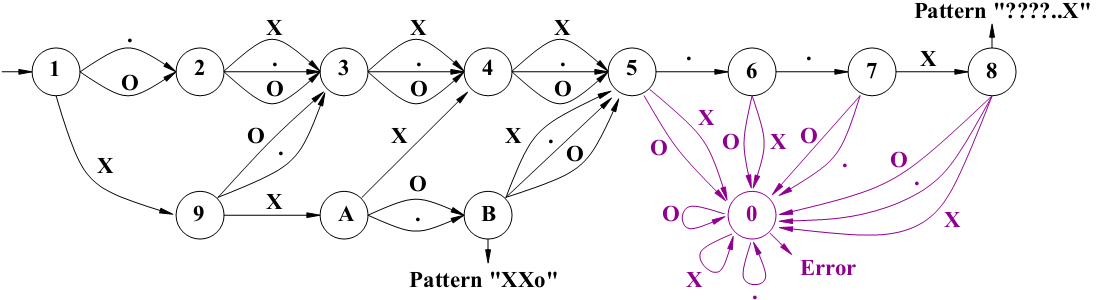 Pattern "????..X"
X X X
. . . . . . X
1 2 3 4 5 6 7 8
O O O O
X O . X X . O X O X O . O . X
9 X A O . B O 0
Pattern "XXo" X . Error